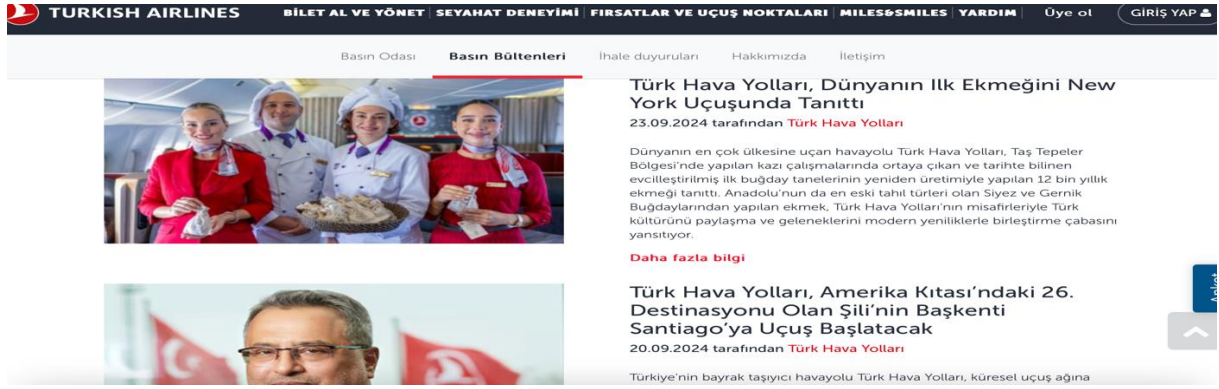 TURKISH AIRLINES
BİLET AL VE YÖNET SEYAHAT DENEYİMİ FIRSATLAR VE UÇUŞ NOKTALARI MILES&SMILES YARDIM Üye ol GİRİŞ YAP
Basın Odası Basın Bültenleri İhale duyuruları Hakkımızda İletişim
Türk Hava Yolları, Dünyanın Ilk Ekmeğini New
York Uçuşunda Tanıttı
23.09.2024 tarafından Türk Hava Yolları
Dünyanın en çok ülkesine uçan havayolu Türk Hava Yolları, Taş Tepeler
Bölgesi'nde yapılan kazı çalışmalarında ortaya çıkan ve tarihte bilinen
evcilleştirilmiş ilk buğday tanelerinin yeniden üretimiyle yapılan 12 bin yıllık
ekmeği tanıttı. Anadolu'nun da en eski tahıl türleri olan Siyez ve Gernik
Buğdaylarından yapılan ekmek, Türk Hava Yolları'nın misafirleriyle Türk
kültürünü paylaşma ve geleneklerini modern yeniliklerle birleştirme çabasını
yansıtıyor.
Daha fazla bilgi
Anket
Türk Hava Yolları, Amerika Kıtası'ndaki 26.
Destinasyonu Olan Şili'nin Başkenti
Santiago'ya Uçuş Başlatacak
20.09.2024 tarafından Türk Hava Yolları
Türkiye'nin bayrak taşıyıcı havayolu Türk Hava Yolları, küresel uçuş ağına